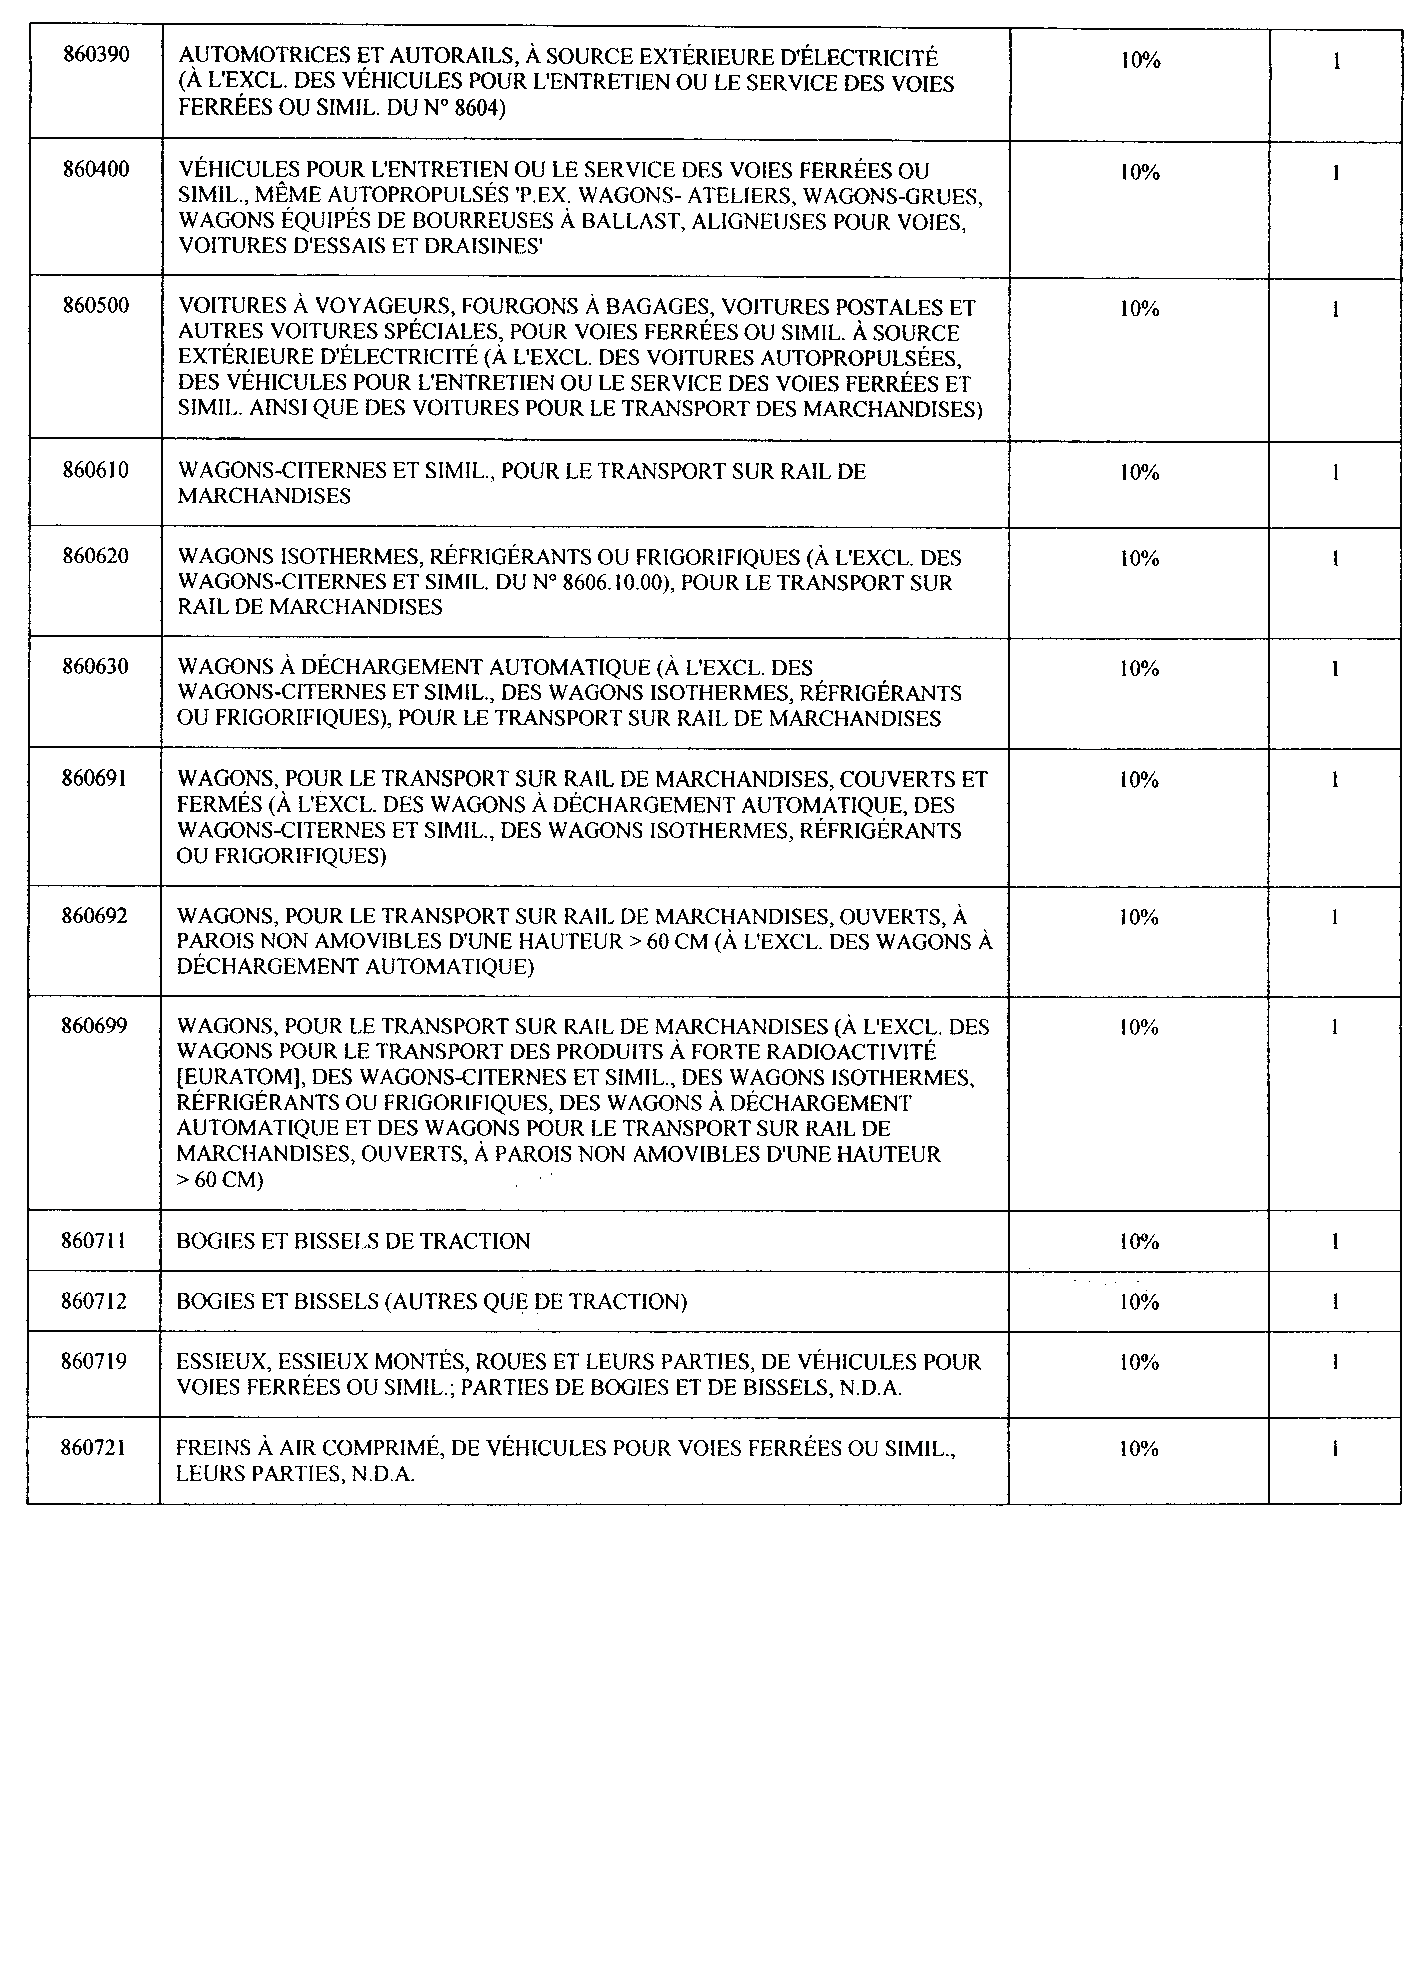 860390 AUTOMOTRICES ET AUTORAILS, À SOURCE EXTÉRIEURE D'ÉLECTRICITÉ 10% 1
(À L'EXCL. DES VÉHICULES POUR L'ENTRETIEN OU LE SERVICE DES VOIES
FERRÉES OU SIMIL. DU N° 8604)
860400 VÉHICULES POUR L'ENTRETIEN OU LE SERVICE DES VOIES FERRÉES OU 10% 1
SIMIL., MÊME AUTOPROPULSÉS 'P.EX. WAGONS- ATELIERS, WAGONS-GRUES,
WAGONS ÉQUIPÉS DE BOURREUSES À BALLAST, ALIGNEUSES POUR VOIES,
VOITURES D'ESSAIS ET DRAISINES'
860500 VOITURES À VOYAGEURS, FOURGONS À BAGAGES, VOITURES POSTALES ET 10% 1
AUTRES VOITURES SPÉCIALES, POUR VOIES FERRÉES OU SIMIL. À SOURCE
EXTÉRIEURE D'ÉLECTRICITÉ (À L'EXCL. DES VOITURES AUTOPROPULSÉES,
DES VÉHICULES POUR L'ENTRETIEN OU LE SERVICE DES VOIES FERRÉES ET
SIMIL. AINSI QUE DES VOITURES POUR LE TRANSPORT DES MARCHANDISES)
860610 WAGONS-CITERNES ET SIMIL., POUR LE TRANSPORT SUR RAIL DE 10% 1
MARCHANDISES
860620 WAGONS ISOTHERMES, RÉFRIGÉRANTS OU FRIGORIFIQUES (À L'EXCL. DES 10% 1
WAGONS-CITERNES ET SIMIL. DU N° 8606.10.00), POUR LE TRANSPORT SUR
RAIL DE MARCHANDISES
860630 WAGONS À DÉCHARGEMENT AUTOMATIQUE (À L'EXCL. DES 10% 1
WAGONS-CITERNES ET SIMIL., DES WAGONS ISOTHERMES, RÉFRIGÉRANTS
OU FRIGORIFIQUES), POUR LE TRANSPORT SUR RAIL DE MARCHANDISES
860691 WAGONS, POUR LE TRANSPORT SUR RAIL DE MARCHANDISES, COUVERTS ET 10% 1
FERMÉS (À L'EXCL. DES WAGONS À DÉCHARGEMENT AUTOMATIQUE, DES
WAGONS-CITERNES ET SIMIL., DES WAGONS ISOTHERMES, RÉFRIGÉRANTS
OU FRIGORIFIQUES)
860692 WAGONS, POUR LE TRANSPORT SUR RAIL DE MARCHANDISES, OUVERTS, À 10% 1
PAROIS NON AMOVIBLES D'UNE HAUTEUR > 60 CM (À L'EXCL. DES WAGONS À
DÉCHARGEMENT AUTOMATIQUE)
860699 WAGONS, POUR LE TRANSPORT SUR RAIL DE MARCHANDISES (À L'EXCL. DES 10% 1
WAGONS POUR LE TRANSPORT DES PRODUITS À FORTE RADIOACTIVITÉ
[EURATOM], DES WAGONS-CITERNES ET SIMIL., DES WAGONS ISOTHERMES,
RÉFRIGÉRANTS OU FRIGORIFIQUES, DES WAGONS À DÉCHARGEMENT
AUTOMATIQUE ET DES WAGONS POUR LE TRANSPORT SUR RAIL DE
MARCHANDISES, OUVERTS, À PAROIS NON AMOVIBLES D'UNE HAUTEUR
> 60 CM)
860711 BOGIES ET BISSELS DE TRACTION 10% 1
860712 BOGIES ET BISSELS (AUTRES QUE DE TRACTION) 10% 1
860719 ESSIEUX, ESSIEUX MONTÉS, ROUES ET LEURS PARTIES, DE VÉHICULES POUR 10% 1
VOIES FERRÉES OU SIMIL.; PARTIES DE BOGIES ET DE BISSELS, N.D.A.
860721 FREINS À AIR COMPRIMÉ, DE VÉHICULES POUR VOIES FERRÉES OU SIMIL., 10% 1
LEURS PARTIES, N.D.A.